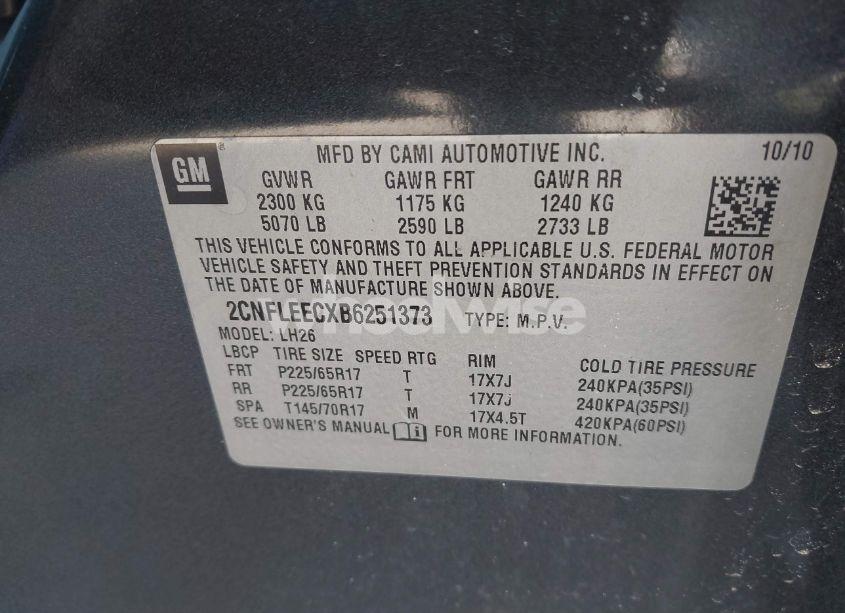 GM
MFD BY CAMI AUTOMOTIVE INC. 10/10
GVWR GAWR FRT GAWR RR
2300 KG 1175 KG 1240 KG
5070 LB 2590 LB 2733 LB
THIS VEHICLE CONFORMS TO ALL APPLICABLE U.S. FEDERAL MOTOR
VEHICLE SAFETY AND THEFT PREVENTION STANDARDS IN EFFECT ON
THE DATE OF MANUFACTURE SHOWN ABOVE.
2CNFLEECXB6251373 TYPE: M.P.V.
MODEL: LH26
LBCP TIRE SIZE SPEED RTG RIM COLD TIRE PRESSURE
FRT P225/65R17 T 17X7J 240KPA(35PSI)
RR P225/65R17 T 17X7J 240KPA(35PSI)
SPA T145/70R17 M 17X4.5T 420KPA(60PSI)
SEE OWNER'S MANUAL FOR MORE INFORMATION.